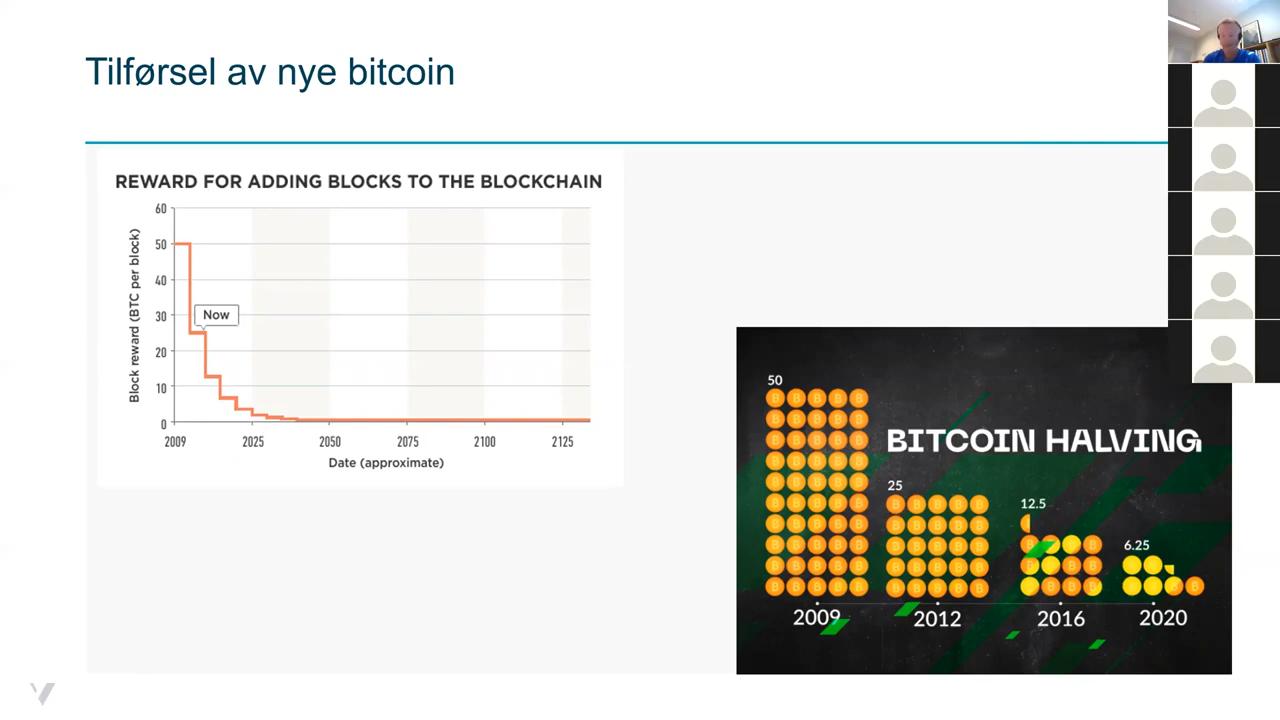 Tilførsel av nye bitcoin
REWARD FOR ADDING BLOCKS TO THE BLOCKCHAIN
Block reward (BTC per block)
60
50
40
30
20
10
0
Now
2009 2025 2050 2075 2100 2125
Date (approximate)
BITCOIN HALVING
50
25
12.5
6.25
2009 2012 2016 2020